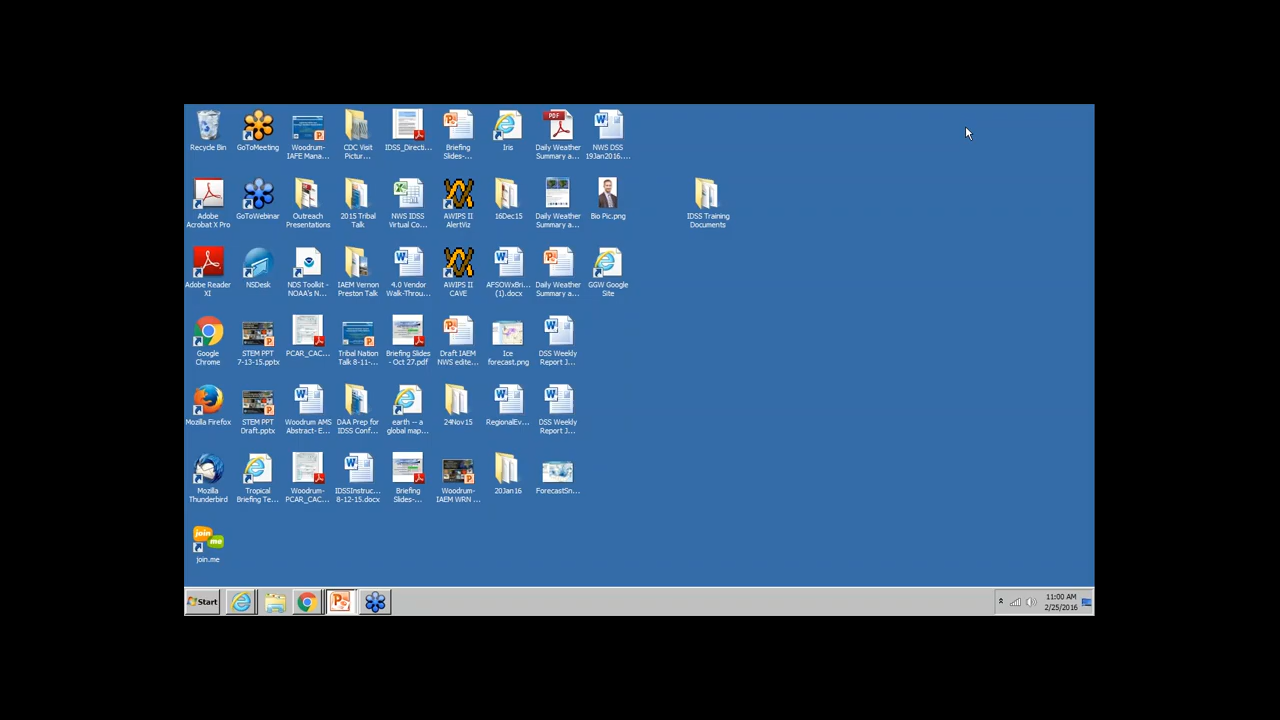 Recycle Bin
GoToMeeting
Woodrum-
IAFE Mana...
CDC Visit
Pictur...
IDSS_Directi...
Briefing
Slides-...
Iris
PDF
Daily Weather
Summary a...
NWS DSS
19Jan2016....
Adobe
Acrobat X Pro
GoToWebinar
Outreach
Presentations
2015 Tribal
Talk
NWS IDSS
Virtual Co...
AWIPS II
AlertViz
16Dec15
Daily Weather
Summary a...
Bio Pic.png
IDSS Training
Documents
Adobe Reader
XI
NSDesk
NDS Toolkit -
NOAA's N...
IAEM Vernon
Preston Talk
4.0 Vendor
Walk-Throu...
AWIPS II
CAVE
AFSOWxBri...
(1).docx
Daily Weather
Summary a...
GGW Google
Site
Google
Chrome
STEM PPT
7-13-15.pptx
PCAR_CAC...
Tribal Nation
Talk 8-11-...
Briefing Slides
- Oct 27.pdf
Draft IAEM
NWS edite...
Ice
forecast.png
DSS Weekly
Report J...
Mozilla Firefox
STEM PPT
Draft.pptx
Woodrum AMS
Abstract- E...
DAA Prep for
IDSS Conf...
earth -- a
global map...
24Nov15
RegionalEv...
DSS Weekly
Report J...
Mozilla
Thunderbird
Tropical
Briefing Te...
Woodrum-
PCAR_CAC...
IDSSInstruc...
8-12-15.docx
Briefing
Slides-...
Woodrum-
IAEM WRN ...
20Jan16
ForecastSn...
join
me
join.me
Start
11:00 AM
2/25/2016